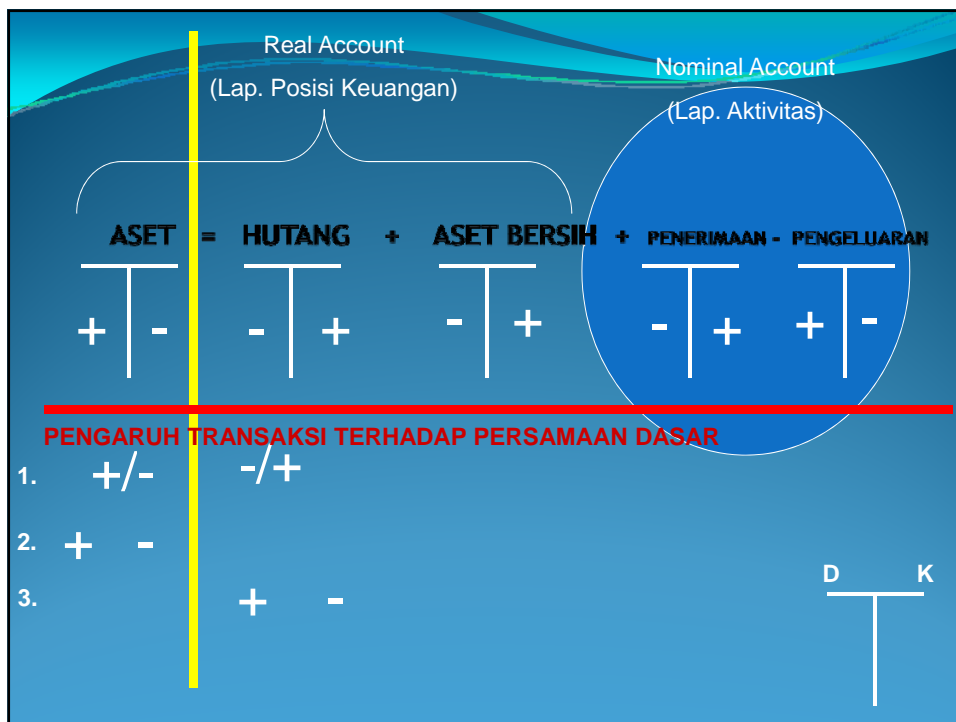 Real Account
(Lap. Posisi Keuangan)
Nominal Account
(Lap. Aktivitas)
ASET = HUTANG + ASET BERSIH + PENERIMAAN - PENGELUARAN
+ - - + - + - + + -
PENGARUH TRANSAKSI TERHADAP PERSAMAAN DASAR
1. +/- -/+
2. + -
3. + -
D K